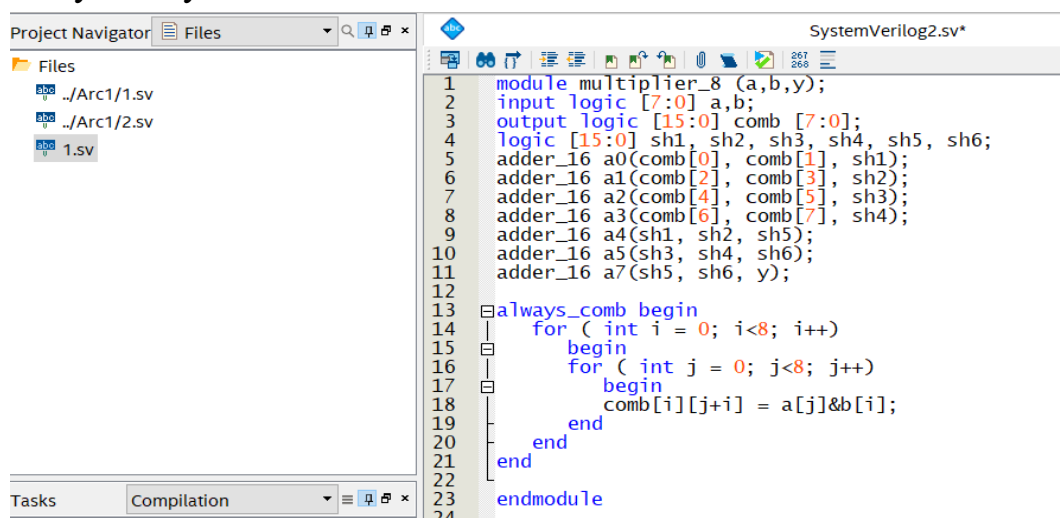 Project Navigator Files
Files
../Arc1/1.sv
../Arc1/2.sv
1.sv
Tasks Compilation
abc SystemVerilog2.sv*
267
268
1 module multiplier_8 (a,b,y);
2 input logic [7:0] a,b;
3 output logic [15:0] comb [7:0];
4 logic [15:0] sh1, sh2, sh3, sh4, sh5, sh6;
5 adder_16 a0(comb[0], comb[1], sh1);
6 adder_16 a1(comb[2], comb[3], sh2);
7 adder_16 a2(comb[4], comb[5], sh3);
8 adder_16 a3(comb[6], comb[7], sh4);
9 adder_16 a4(sh1, sh2, sh5);
10 adder_16 a5(sh3, sh4, sh6);
11 adder_16 a7(sh5, sh6, y);
12
13 always_comb begin
14 for ( int i = 0; i<8; i++)
15 begin
16 for ( int j = 0; j<8; j++)
17 begin
18 comb[i][j+i] = a[j]&b[i];
19 end
20 end
21 end
22
23 endmodule
24